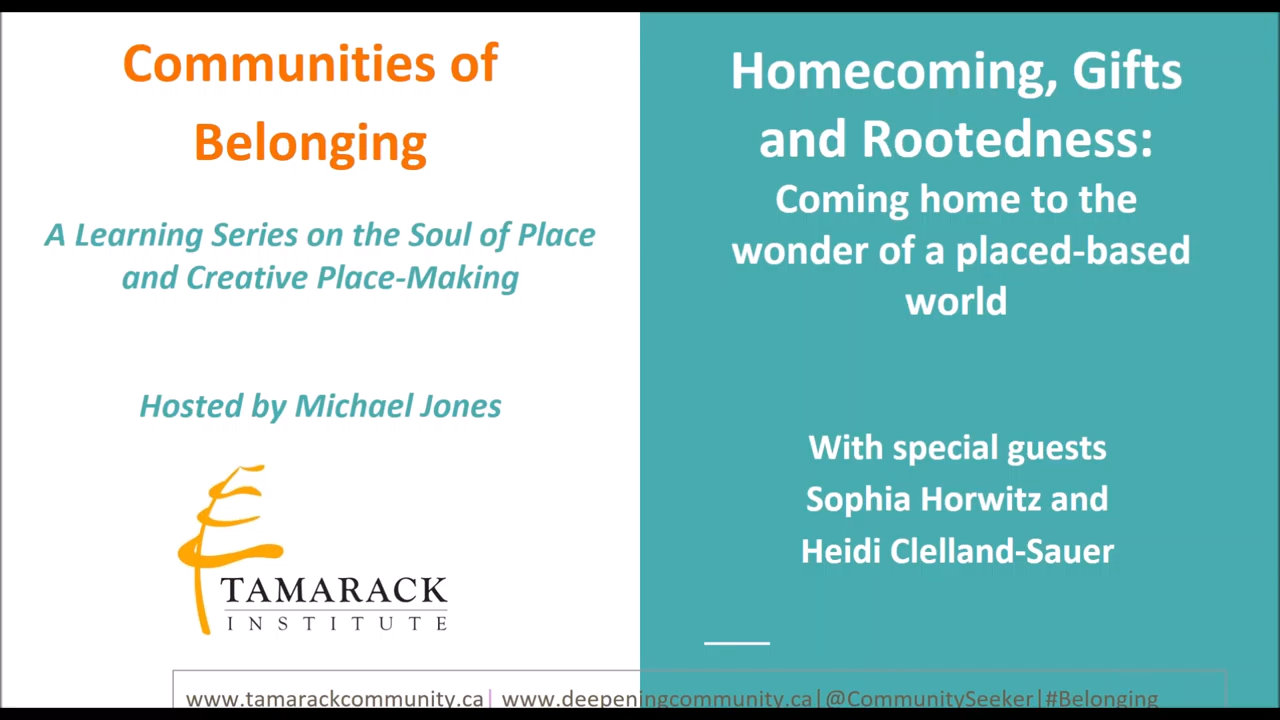 Communities of
Belonging
A Learning Series on the Soul of Place
and Creative Place-Making
Hosted by Michael Jones
TAMARACK
INSTITUTE
Homecoming, Gifts
and Rootedness:
Coming home to the
wonder of a placed-based
world
With special guests
Sophia Horwitz and
Heidi Clelland-Sauer
www.tamarackcommunity.ca| www.deepeningcommunity.ca|@CommunitySeeker|#Belonging